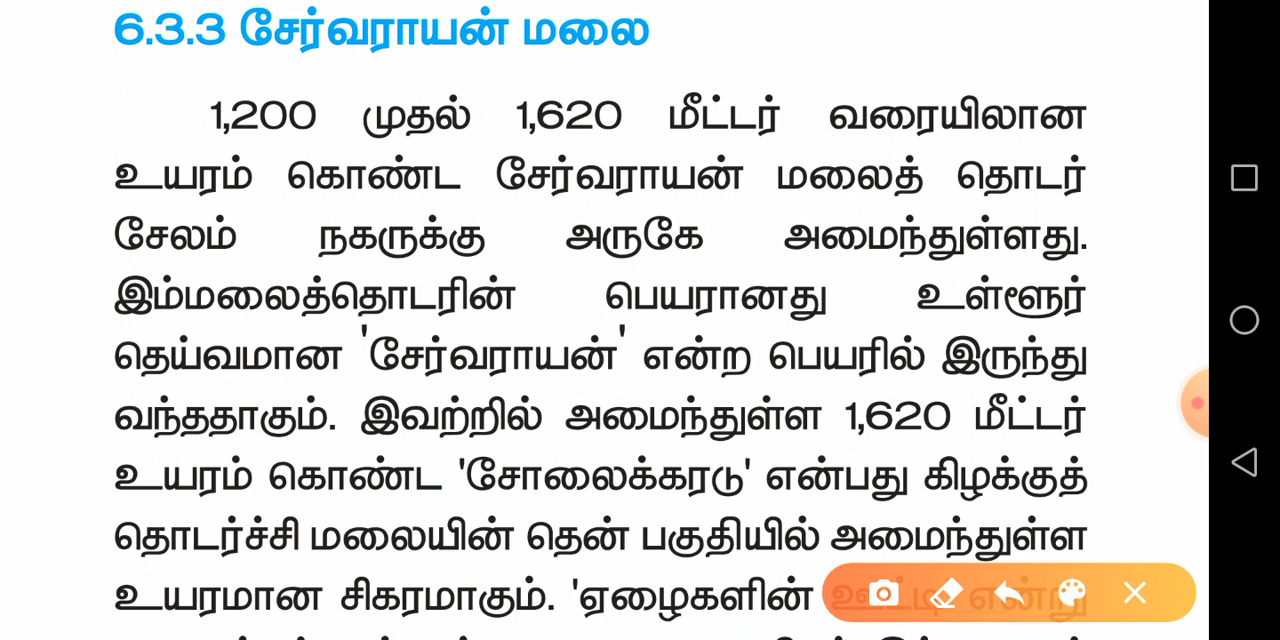 6.3.3 சேர்வராயன் மலை
1,200 முதல் 1,620 மீட்டர் வரையிலான
உயரம் கொண்ட சேர்வராயன் மலைத் தொடர்
சேலம் நகருக்கு அருகே அமைந்துள்ளது.
இம்மலைத்தொடரின் பெயரானது உள்ளூர்
தெய்வமான 'சேர்வராயன்' என்ற பெயரில் இருந்து
வந்ததாகும். இவற்றில் அமைந்துள்ள 1,620 மீட்டர்
உயரம் கொண்ட 'சோலைக்கரடு' என்பது கிழக்குத்
தொடர்ச்சி மலையின் தென் பகுதியில் அமைந்துள்ள
உயரமான சிகரமாகும். 'ஏழைகளின் ஊட்டி என்று